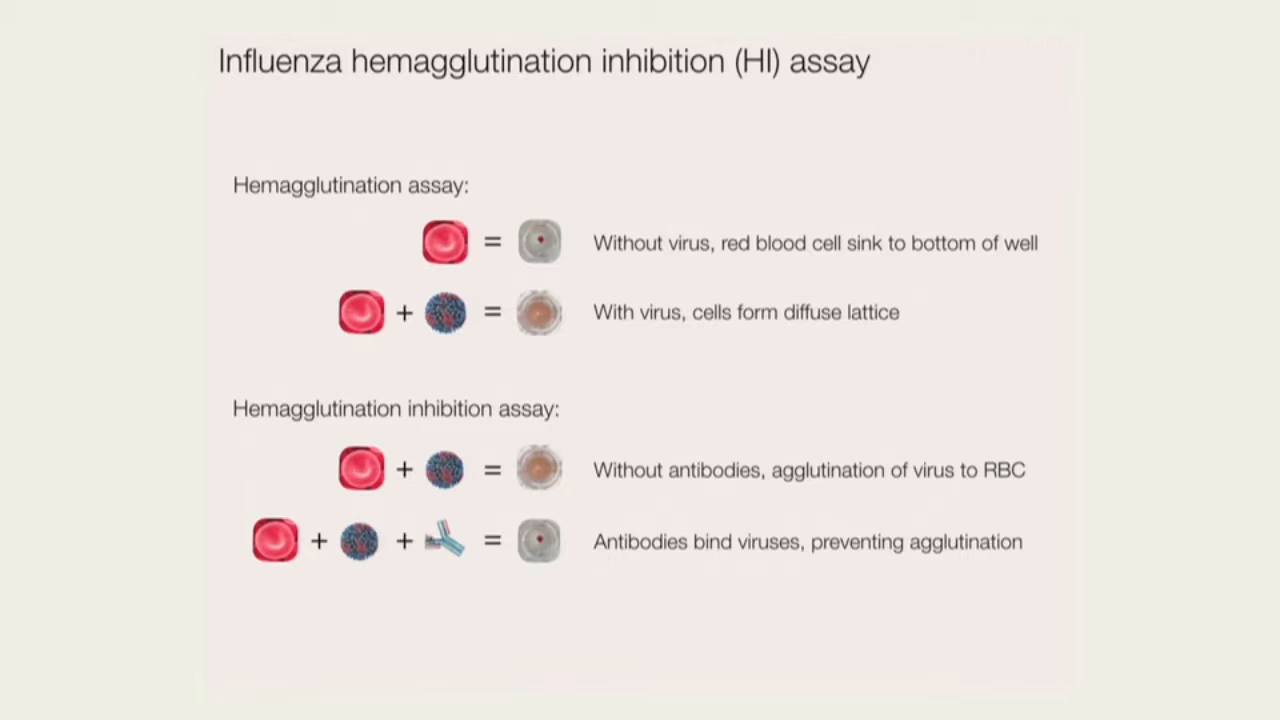 Influenza hemagglutination inhibition (HI) assay
Hemagglutination assay:
= Without virus, red blood cell sink to bottom of well
+ = With virus, cells form diffuse lattice
Hemagglutination inhibition assay:
+ = Without antibodies, agglutination of virus to RBC
+ + = Antibodies bind viruses, preventing agglutination